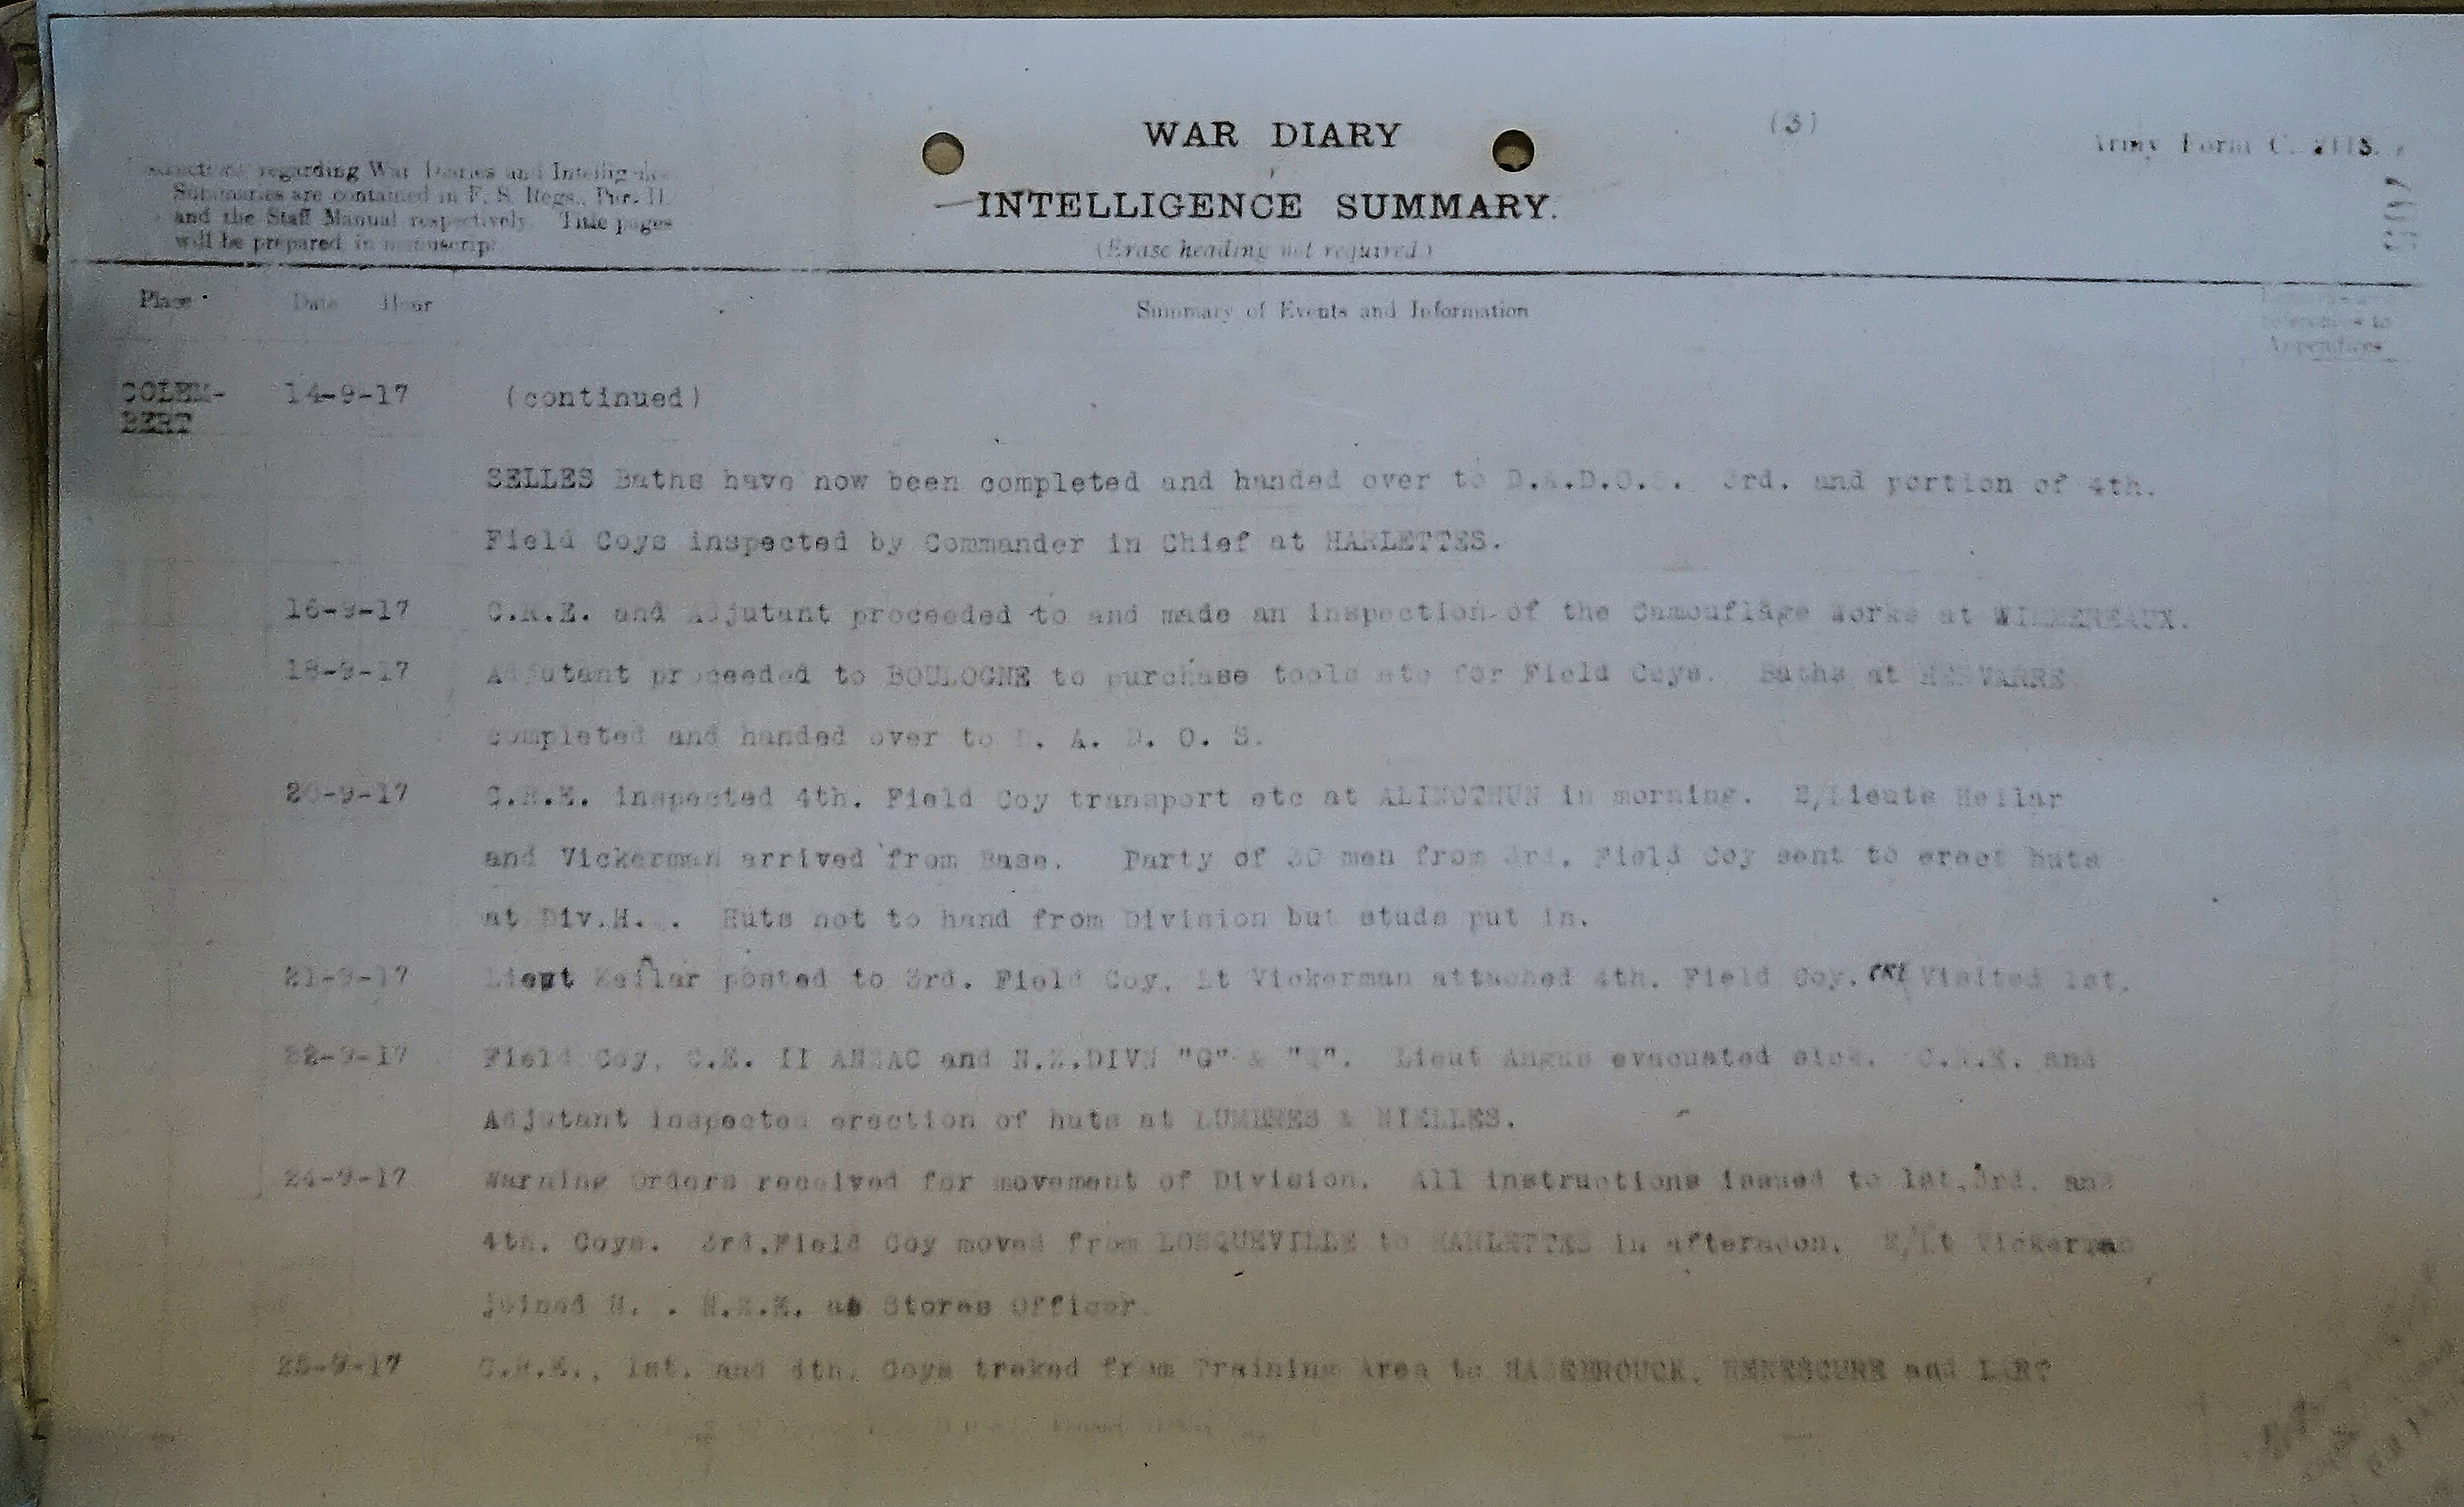 WAR DIARY
(3)
Army Form C. 2118.
INTELLIGENCE SUMMARY.
(Erase heading not required.)
regarding War Diaries and
Summaries are contained in F. S. Regs., Part II.
and the Staff Manual respectively. Title pages
will be prepared in manuscript.
Place Date Hour Summary of Events and Information
COLEM-
BERT
14-9-17 (continued)
SELLES Baths have now been completed and handed over to D.A.D.O.S. 3rd. and portion of 4th.
Field Coys inspected by Commander in Chief at HARLETTES.
16-9-17 C.R.E. and Adjutant proceeded to and made an inspection of the Camouflage Works at WIMMEREAUX.
18-9-17 Adjutant proceeded to BOULOGNE to purchase tools etc for Field Coys. Baths at
completed and handed over to D. A. D. O. S.
20-9-17 C.R.E. inspected 4th. Field Coy transport etc at ALINCTHUN in morning. 2/Lieuts Keilar
and Vickerman arrived from Base. Party of 30 men from 3rd. Field Coy sent to erect huts
at Div.H. . Huts not to hand from Division but studs put in.
21-9-17 Lieut Keilar posted to 3rd. Field Coy, Lt Vickerman attached 4th. Field Coy. CRE Visited 1st.
22-9-17 Field Coy, C.E. II ANZAC and N.Z.DIVN "G" & "Q". Lieut Angus evacuated sick. C.R.E. and
Adjutant inspected erection of huts at LUMBRES & NIELLES.
24-9-17 Warning Orders received for movement of Division. All instructions issued to 1st,3rd. and
4th. Coys. 3rd.Field Coy moved from LONGUEVILLE to HARLETTES in afternoon. 2/Lt Vickerman
joined H. . N.Z.E. as Stores Officer.
25-9-17 C.R.E., 1st. and 4th. Coys treked from Training Area to HAZEBROUCK, RENESCURE and